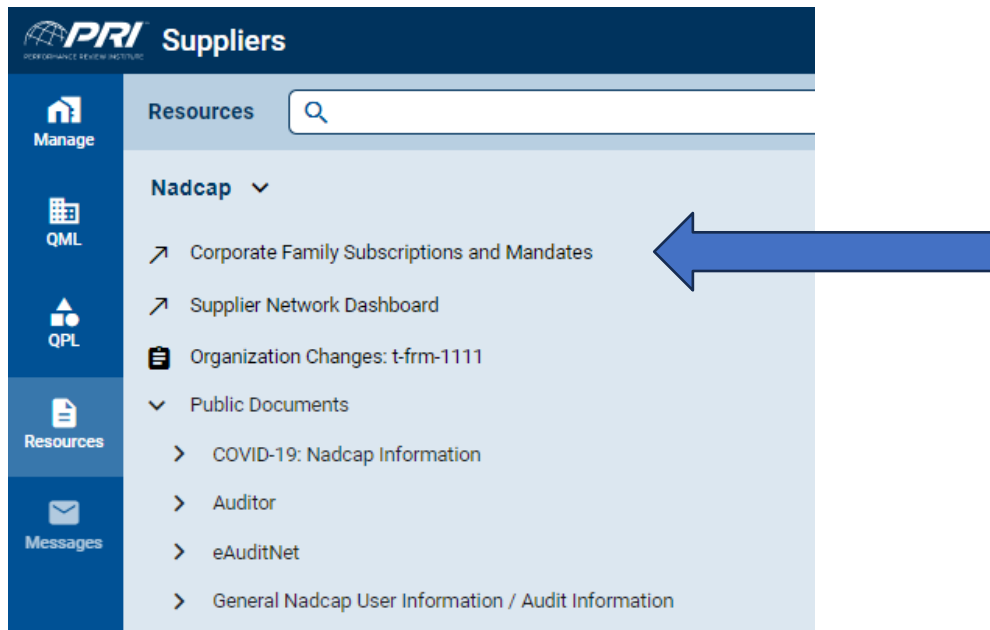 PRI Suppliers
PERFORMANCE REVIEW INSTITUTE
Manage
Resources
Nadcap
QML
Corporate Family Subscriptions and Mandates
Supplier Network Dashboard
QPL
Organization Changes: t-frm-1111
Public Documents
Resources
COVID-19: Nadcap Information
Auditor
Messages
eAuditNet
General Nadcap User Information / Audit Information